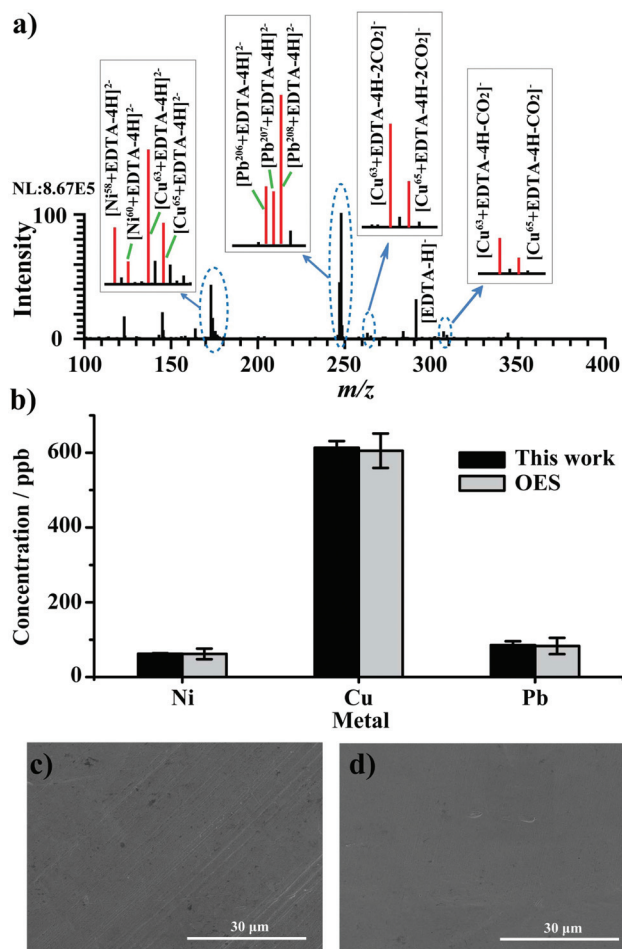 a)
NL:8.67E5
[Ni⁵⁸+EDTA-4H]²⁻
[Ni⁶⁰+EDTA-4H]²⁻
[Cu⁶³+EDTA-4H]²⁻
[Cu⁶⁵+EDTA-4H]²⁻
[Pb²⁰⁶+EDTA-4H]²⁻
[Pb²⁰⁷+EDTA-4H]²⁻
[Pb²⁰⁸+EDTA-4H]²⁻
[Cu⁶³+EDTA-4H-2CO₂]⁻
[Cu⁶⁵+EDTA-4H-2CO₂]⁻
[Cu⁶³+EDTA-4H-CO₂]⁻
[Cu⁶⁵+EDTA-4H-CO₂]⁻
[EDTA-H]⁻
Intensity
100
0
100 150 200 250 300 350 400
m/z
b)
Concentration / ppb
600
400
200
0
This work
OES
Ni Cu Pb
Metal
c)
30 µm
d)
30 µm